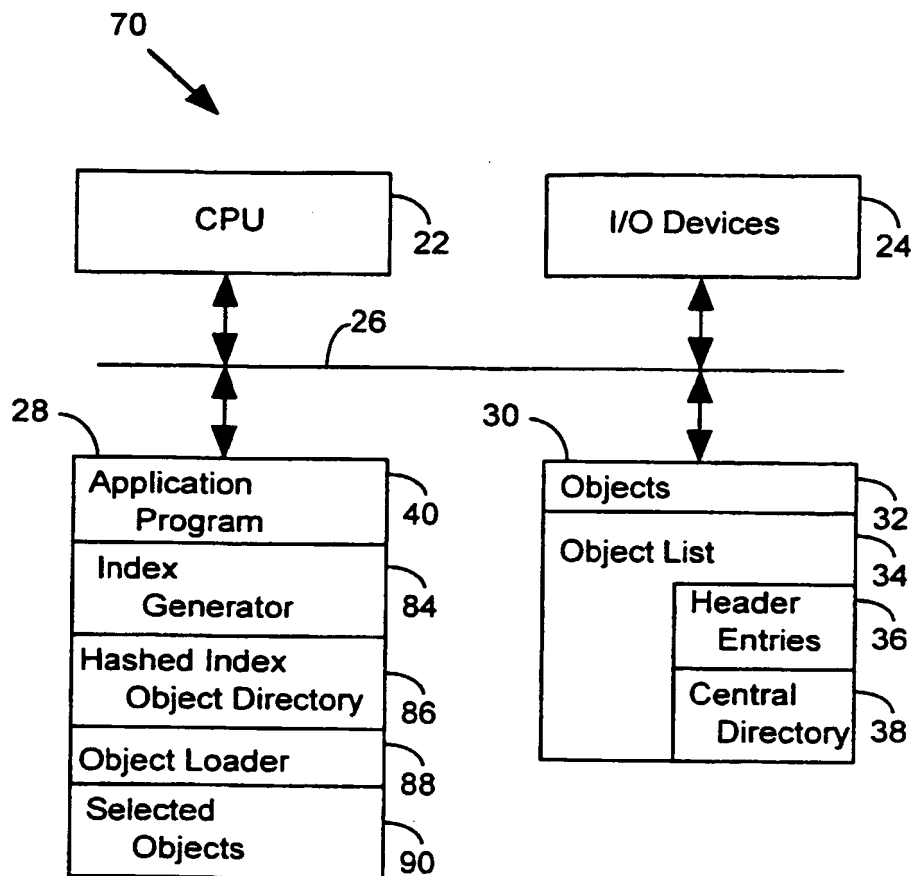 70
CPU
22
I/O Devices
24
26
28
Application
Program
40
Index
Generator
84
Hashed Index
Object Directory
86
Object Loader
88
Selected
Objects
90
30
Objects
32
Object List
34
Header
Entries
36
Central
Directory
38